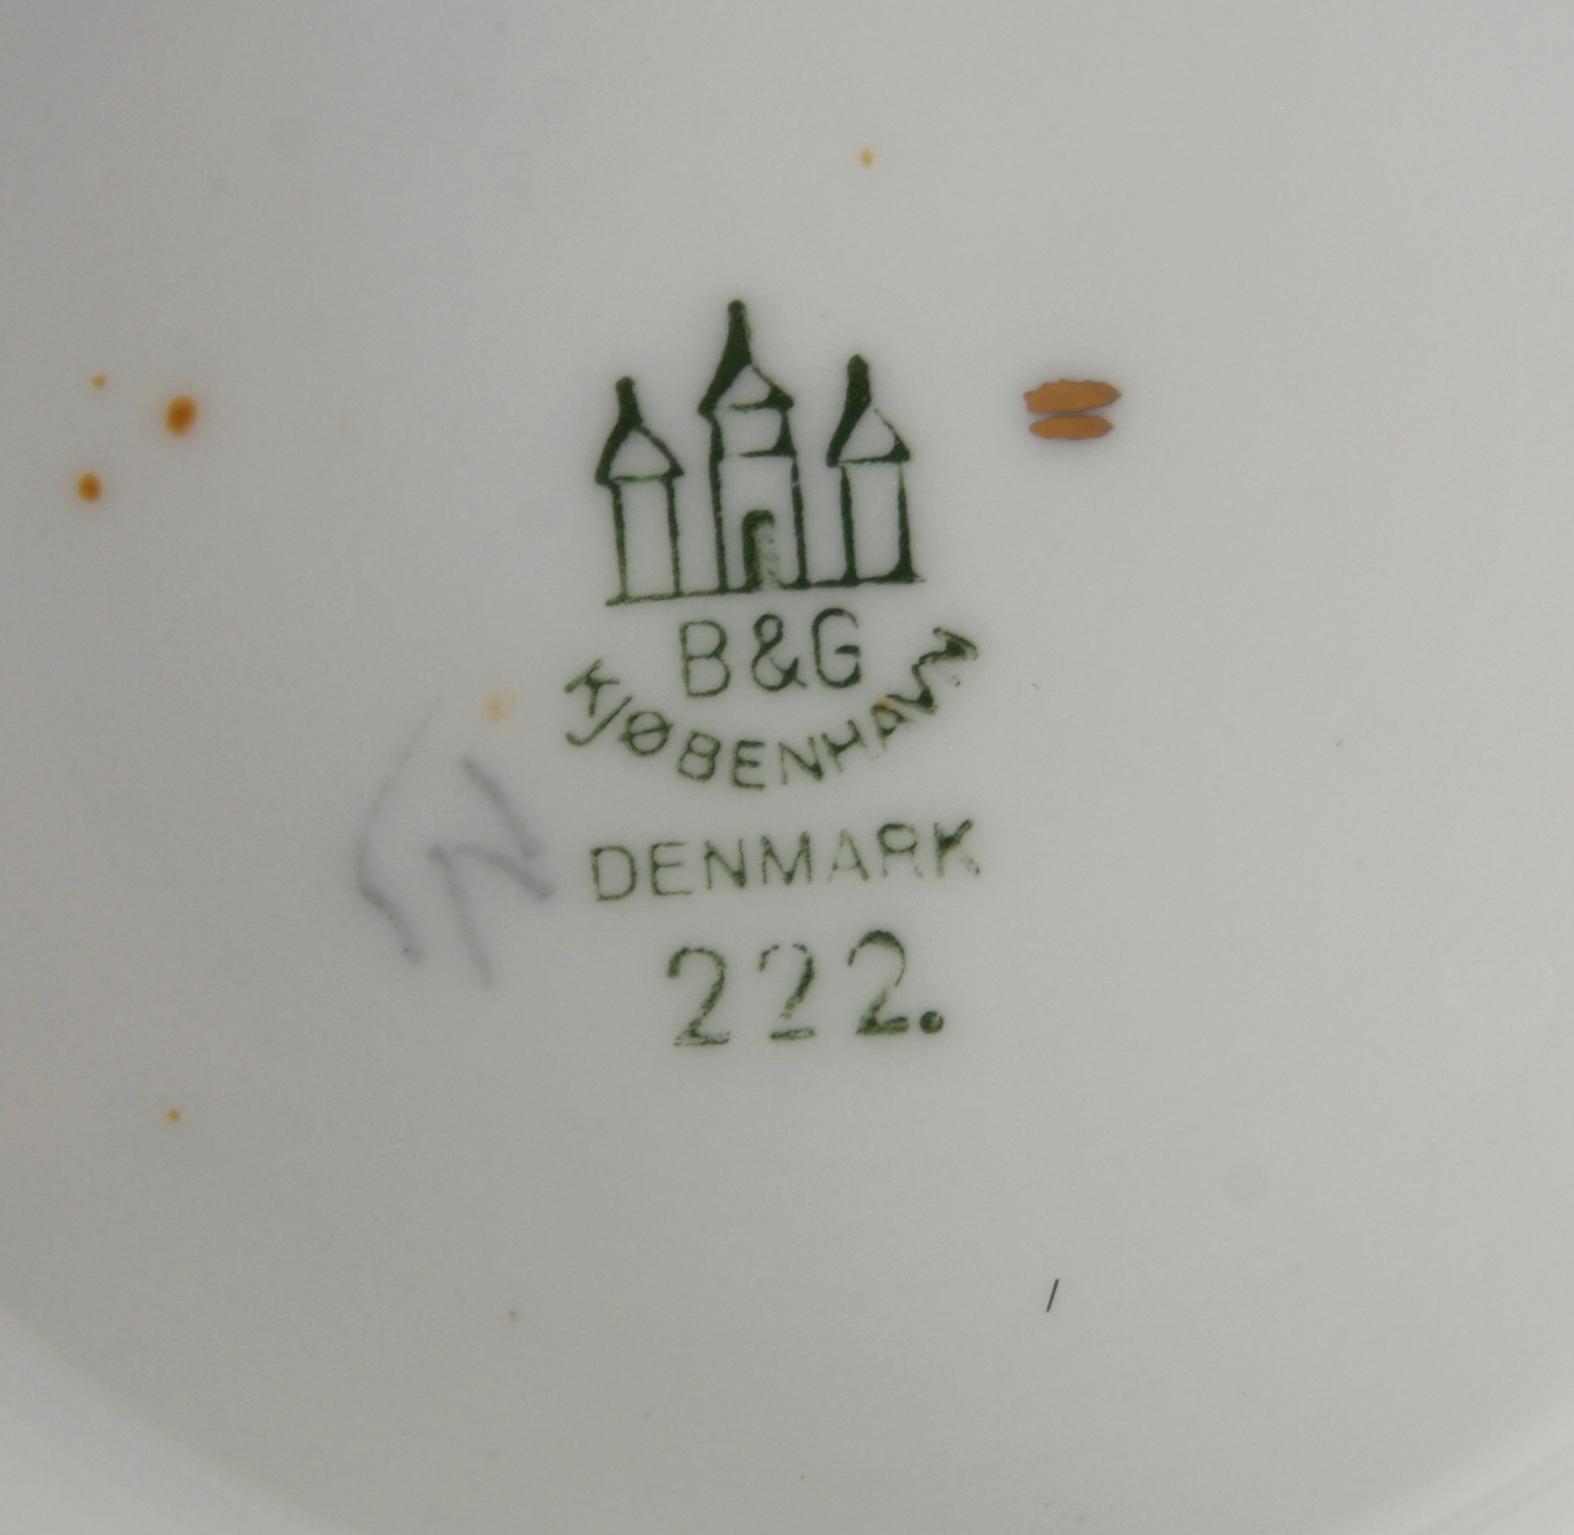 B&G
KJØBENHAVN
DENMARK
222.